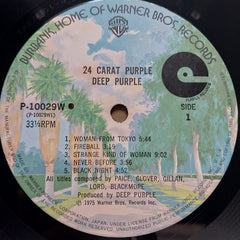 BURBANK, HOME OF WARNER BROS. RECORDS
24 CARAT PURPLE
DEEP PURPLE
P-10029W
(P-10029W1)
33⅓RPM
SIDE
1
1. WOMAN FROM TOKYO 5:44
2. FIREBALL 3:19
3. STRANGE KIND OF WOMAN 9:02
4. NEVER BEFORE 3:56
5. BLACK NIGHT 4:52
All titles composed by PAICE, GLOVER, GILLAN,
LORD, BLACKMORE
Produced by DEEP PURPLE
℗ 1975 Warner Bros. Records Inc.